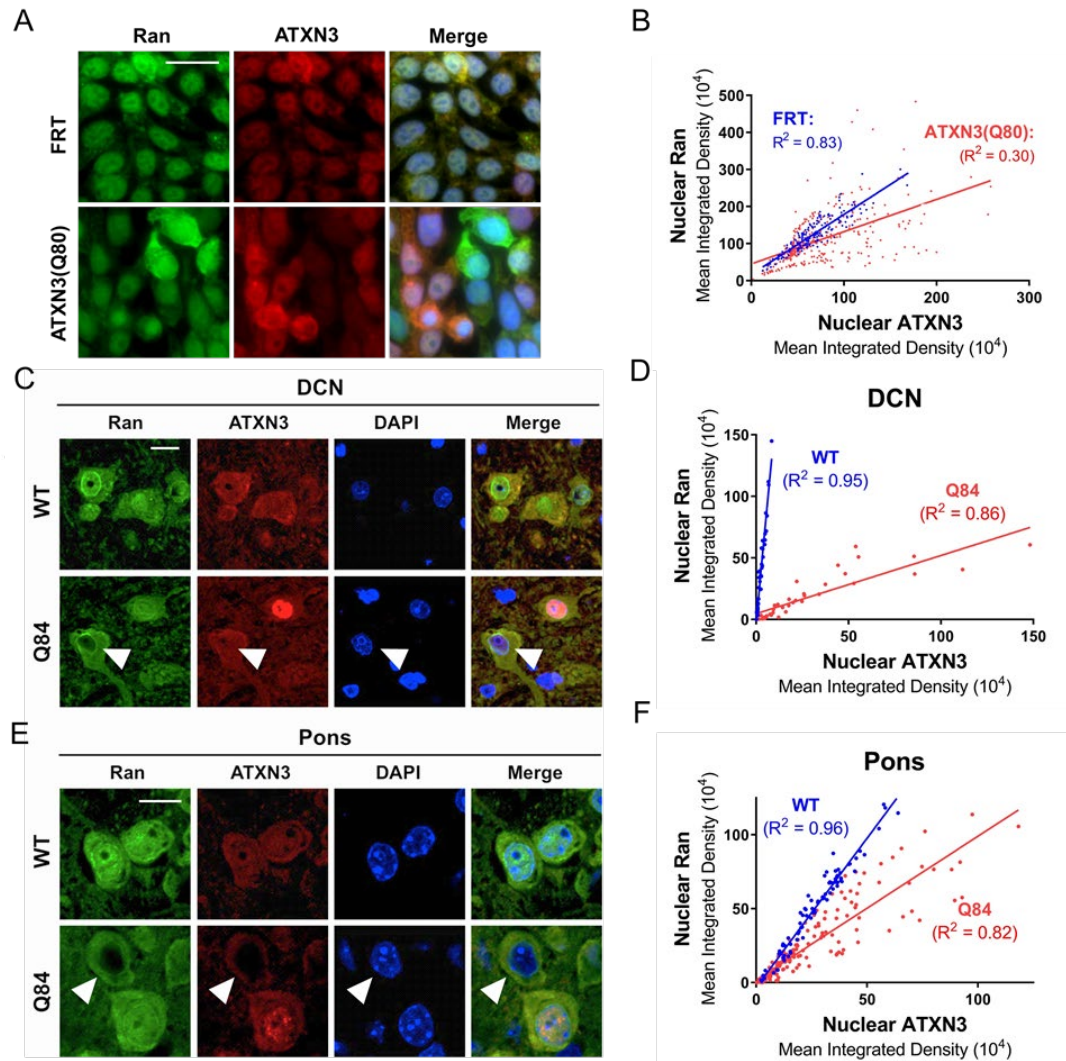 A
Ran ATXN3 Merge
FRT
ATXN3(Q80)
B
Nuclear Ran
Mean Integrated Density (10⁴)
500
400
300
200
100
0
FRT:
R² = 0.83)
ATXN3(Q80):
(R² = 0.30)
0 100 200 300
Nuclear ATXN3
Mean Integrated Density (10⁴)
C
DCN
Ran ATXN3 DAPI Merge
WT
Q84
D
DCN
Nuclear Ran
Mean Integrated Density (10⁴)
150
100
50
0
WT
(R² = 0.95)
Q84
(R² = 0.86)
0 50 100 150
Nuclear ATXN3
Mean Integrated Density (10⁴)
E
Pons
Ran ATXN3 DAPI Merge
WT
Q84
F
Pons
Nuclear Ran
Mean Integrated Density (10⁴)
100
50
0
WT
(R² = 0.96)
Q84
(R² = 0.82)
0 50 100
Nuclear ATXN3
Mean Integrated Density (10⁴)